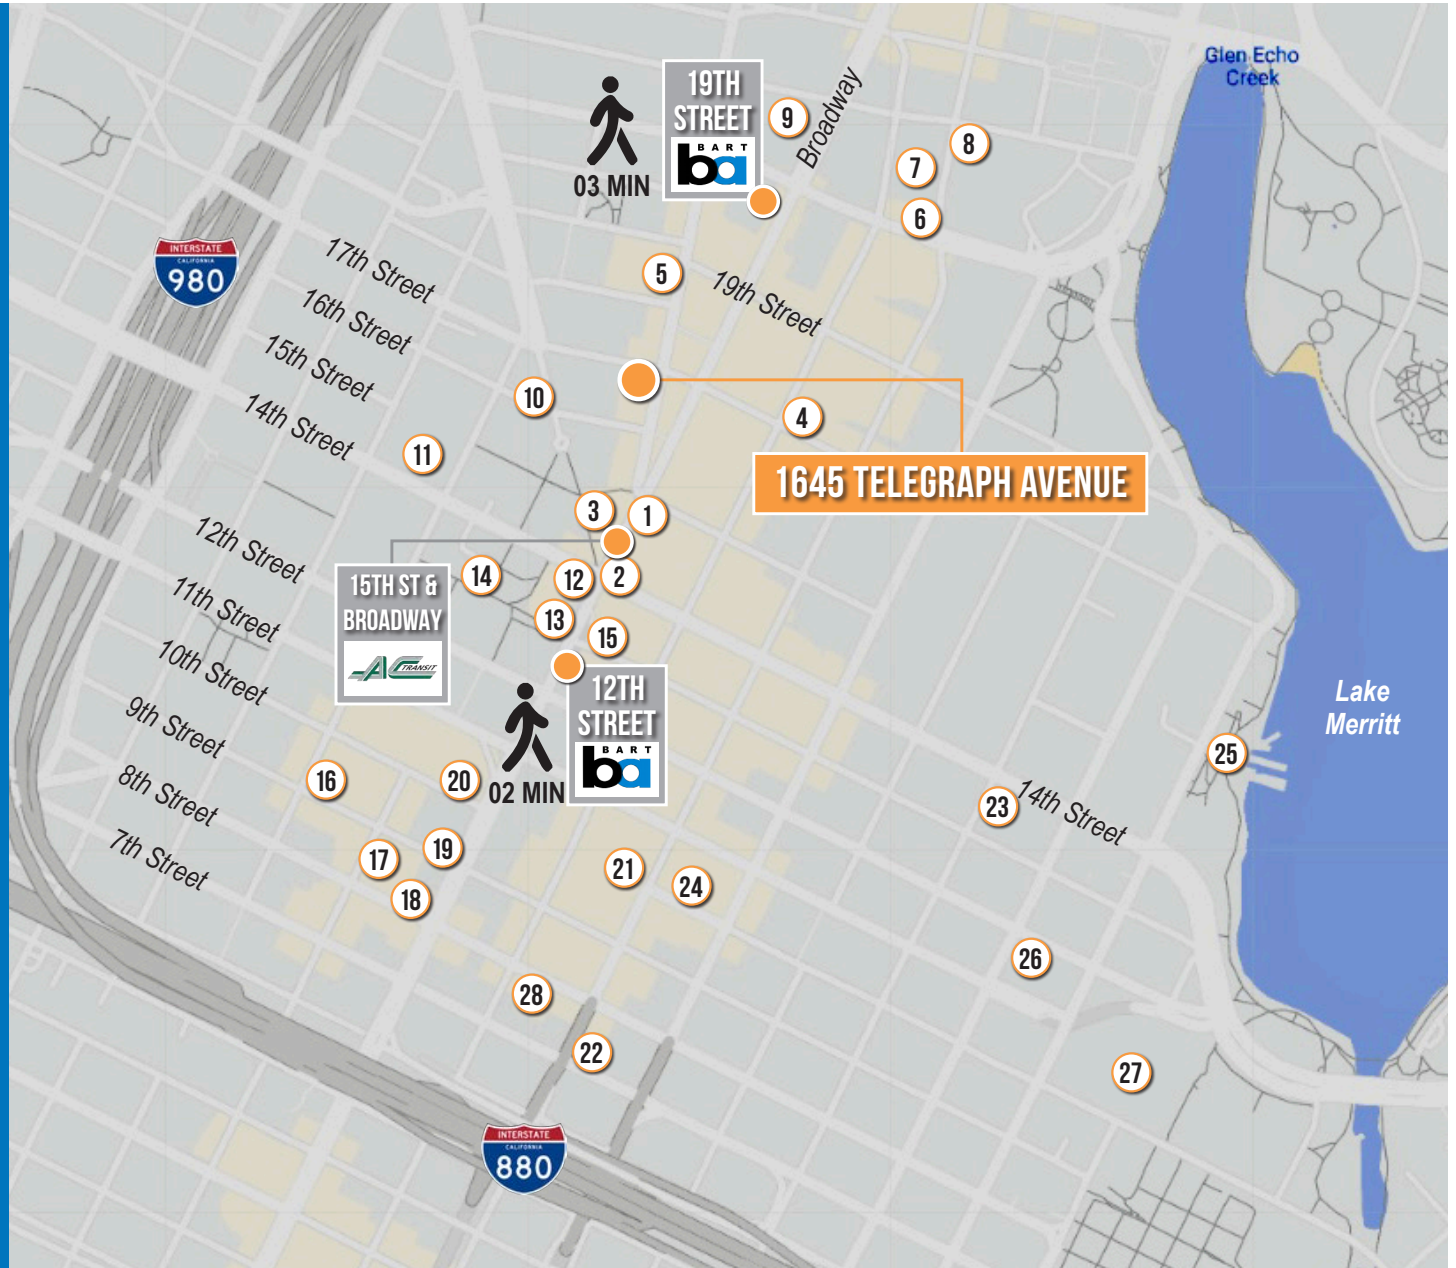 Glen Echo
Creek
19TH
STREET
BART
ba
03 MIN
Broadway
9
8
7
6
INTERSTATE
CALIFORNIA
980
17th Street
16th Street
15th Street
14th Street
5
19th Street
10
4
11
1645 TELEGRAPH AVENUE
3
1
12th Street
11th Street
10th Street
9th Street
8th Street
7th Street
15TH ST &
BROADWAY
AC TRANSIT
14
12
2
13
15
12TH
STREET
BART
ba
02 MIN
Lake
Merritt
25
16
20
23
14th Street
19
17
18
21
24
26
28
22
27
INTERSTATE
CALIFORNIA
880